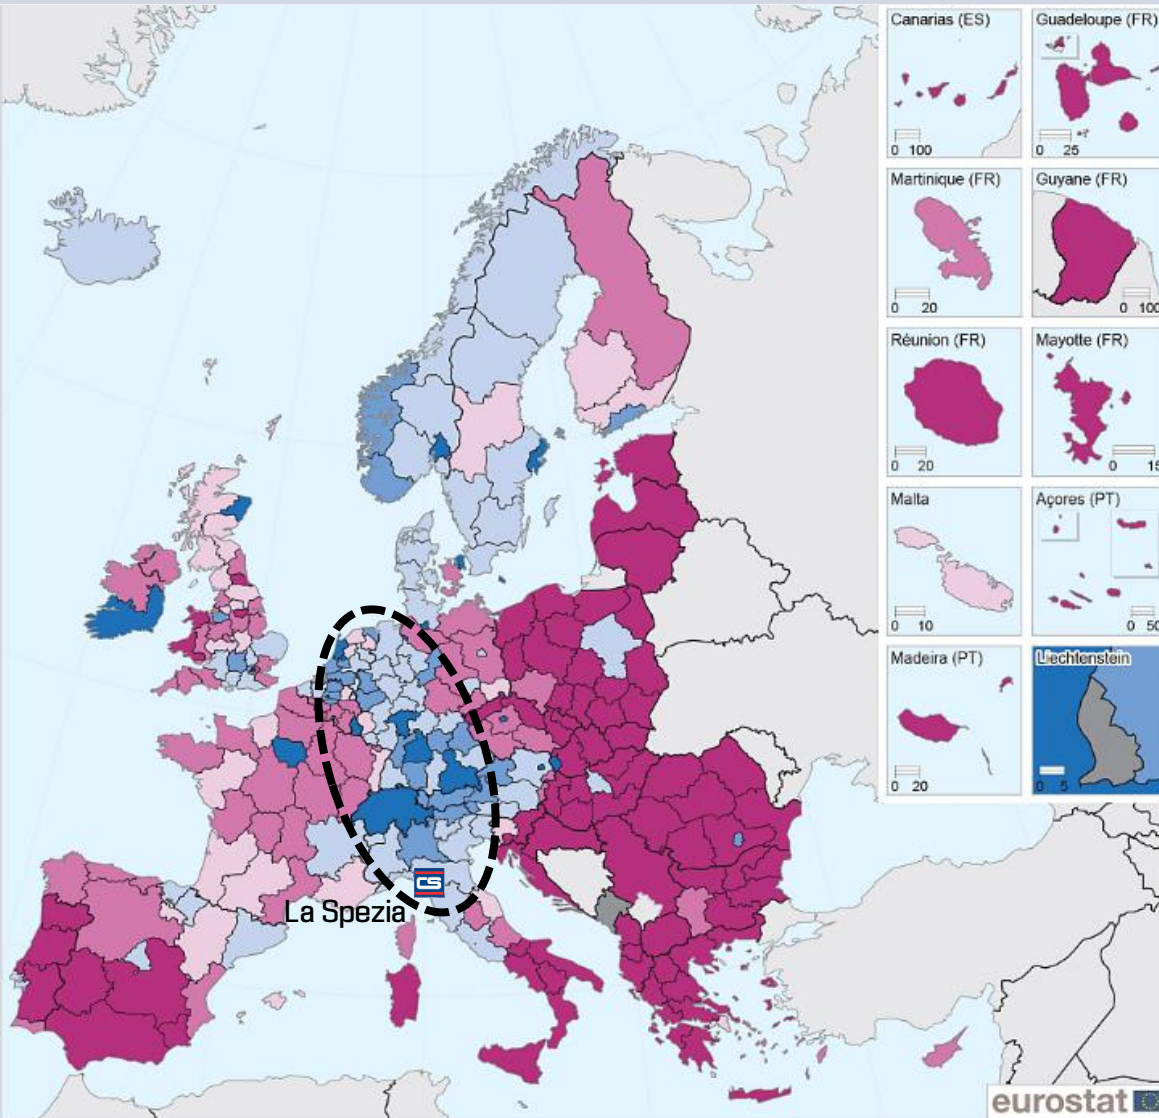 Canarias (ES)
0 100
Guadeloupe (FR)
0 25
Martinique (FR)
0 20
Guyane (FR)
0 100
Réunion (FR)
0 20
Mayotte (FR)
0 15
Malta
0 10
Açores (PT)
0 50
Madeira (PT)
0 20
Liechtenstein
0 5
CS
La Spezia
eurostat